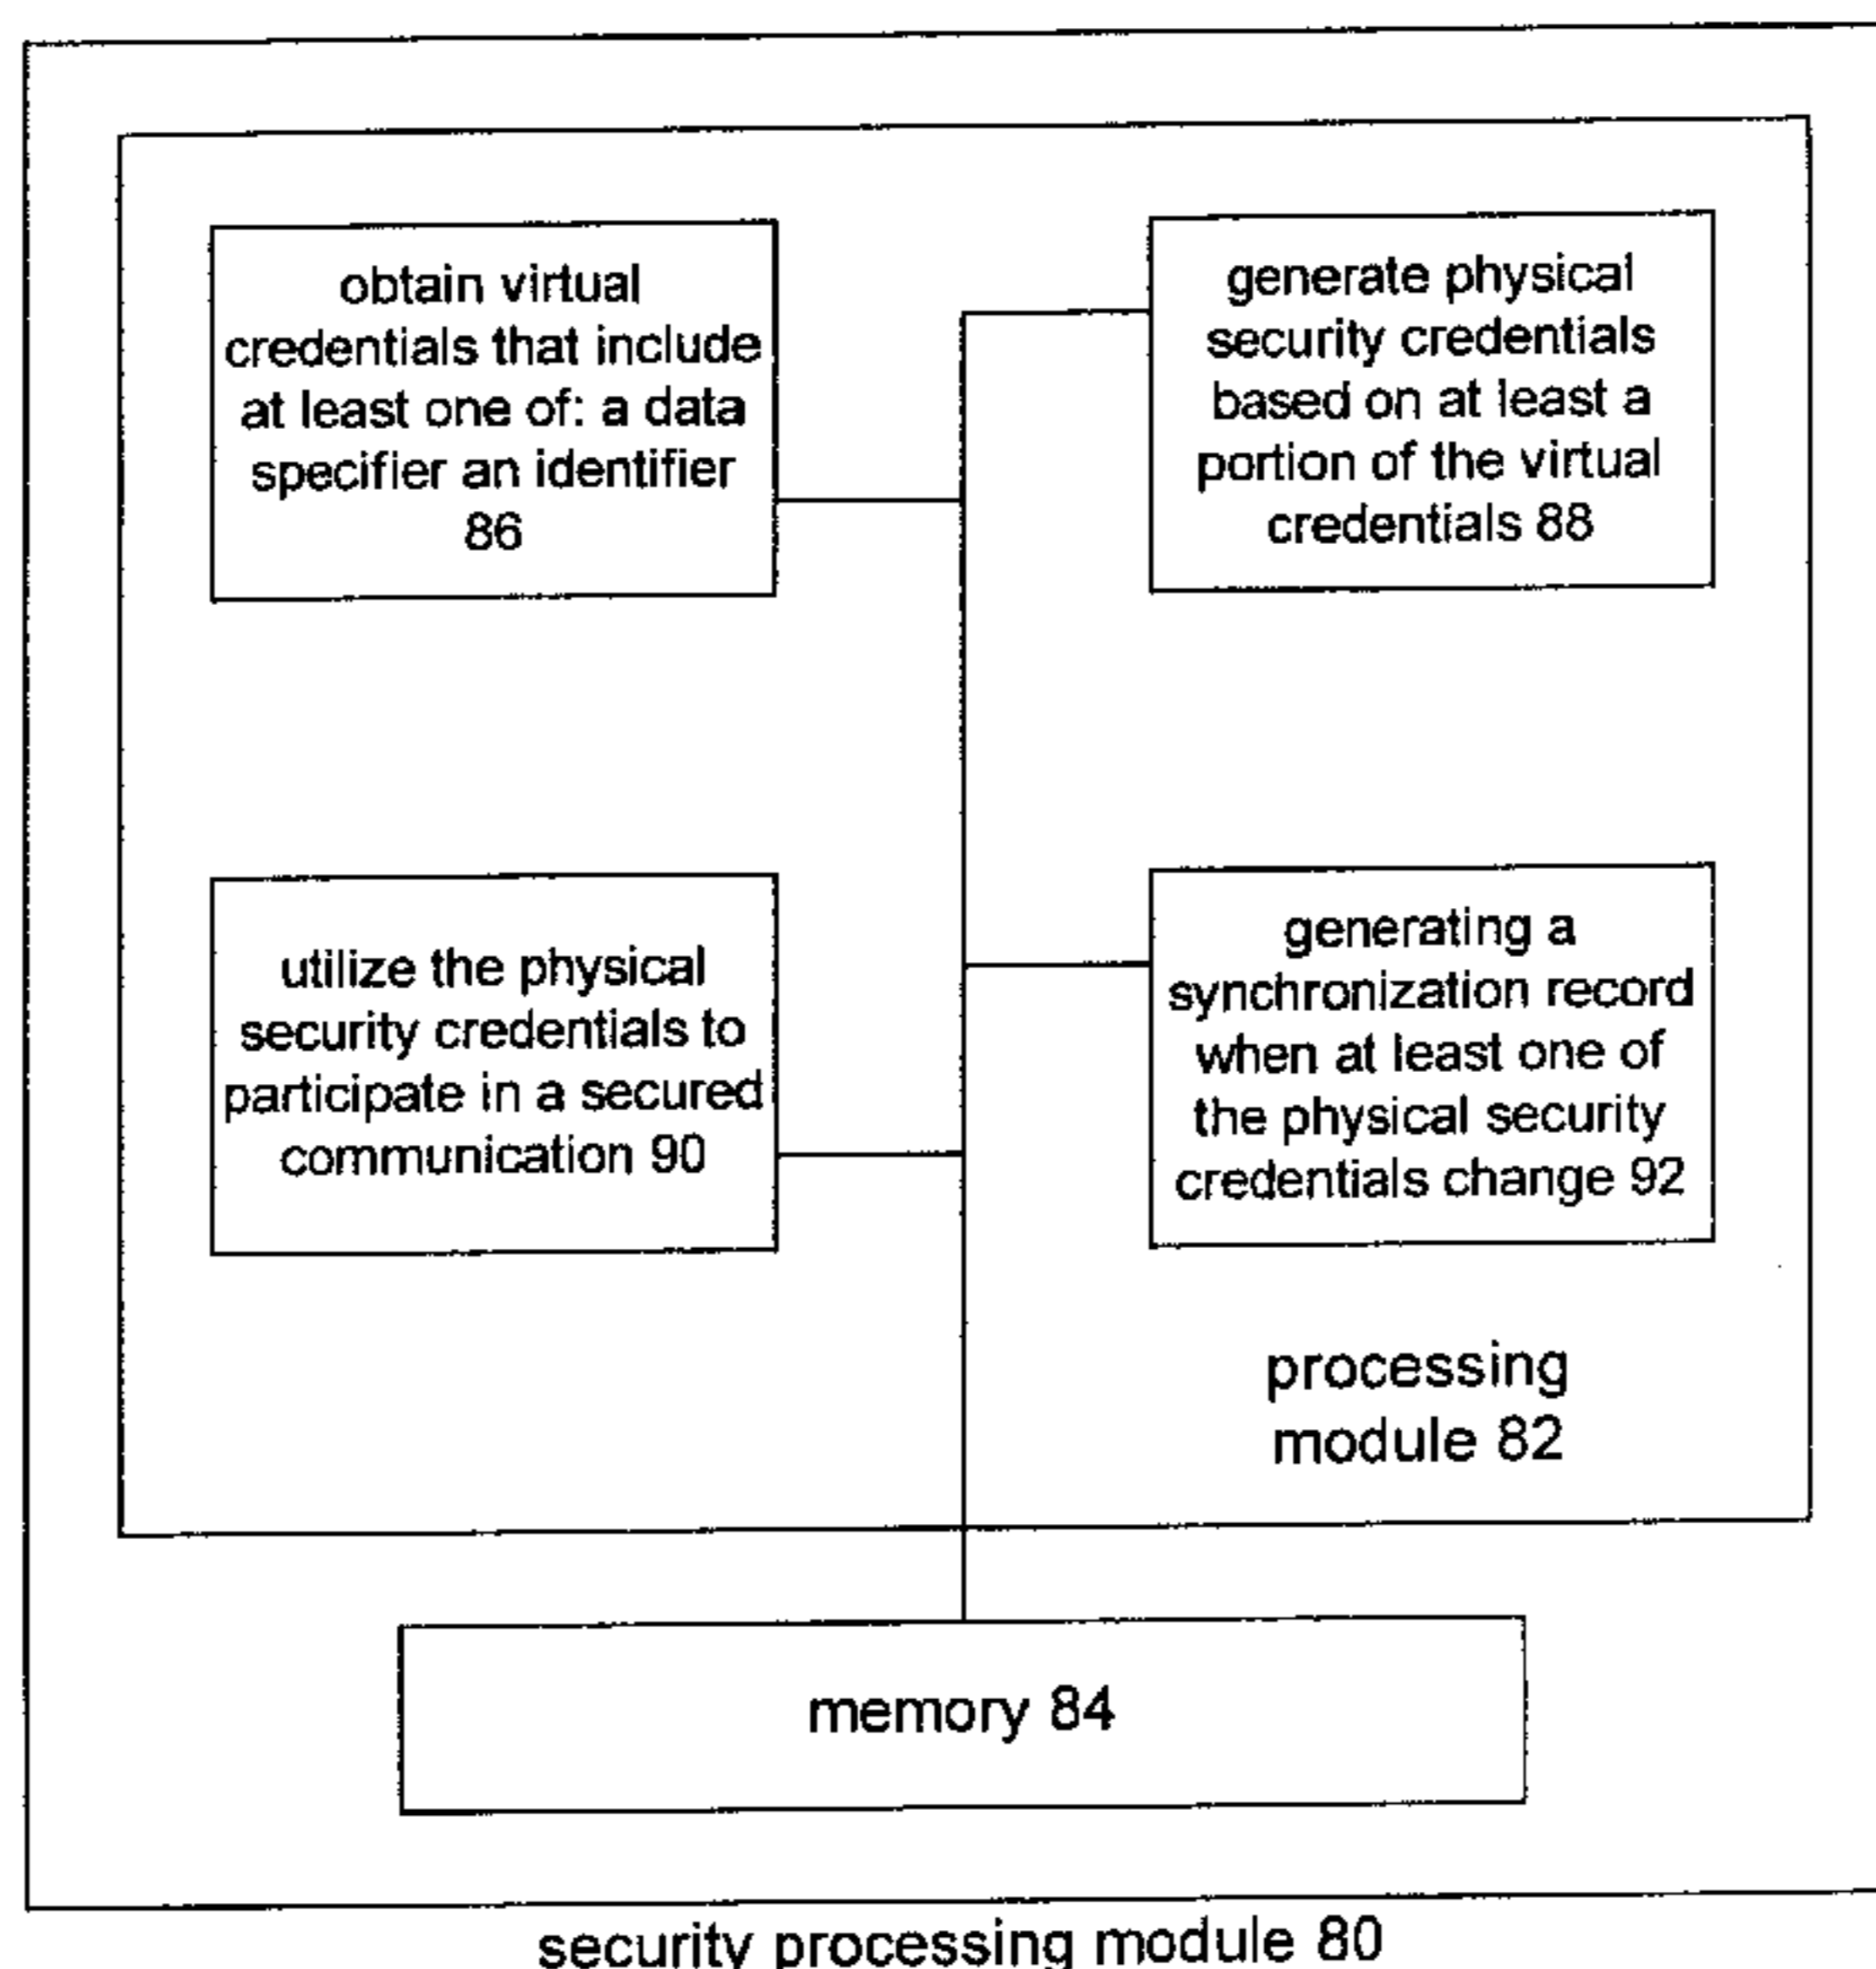 obtain virtual
credentials that include
at least one of: a data
specifier an identifier
86
generate physical
security credentials
based on at least a
portion of the virtual
credentials 88
utilize the physical
security credentials to
participate in a secured
communication 90
generating a
synchronization record
when at least one of
the physical security
credentials change 92
processing
module 82
memory 84
security processing module 80